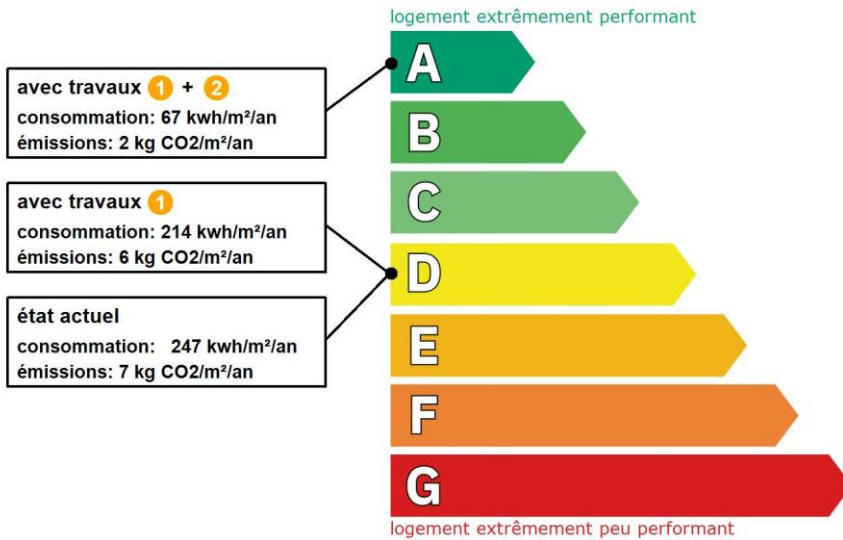 logement extrêmement performant
A
avec travaux 1 + 2
consommation: 67 kwh/m²/an
émissions: 2 kg CO2/m²/an
B
avec travaux 1
consommation: 214 kwh/m²/an
émissions: 6 kg CO2/m²/an
C
D
état actuel
consommation: 247 kwh/m²/an
émissions: 7 kg CO2/m²/an
E
F
G
logement extrêmement peu performant